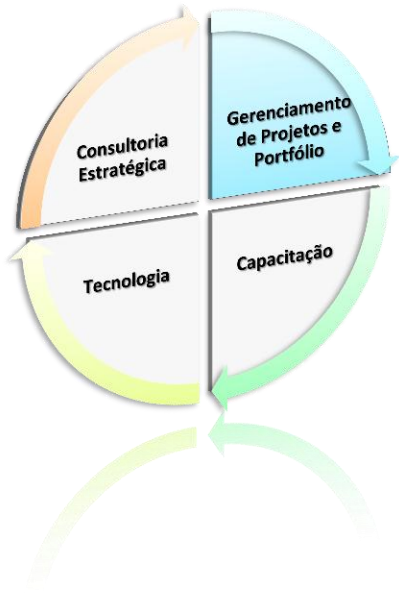 Consultoria
Estratégica
Gerenciamento
de Projetos e
Portfólio
Tecnologia
Capacitação